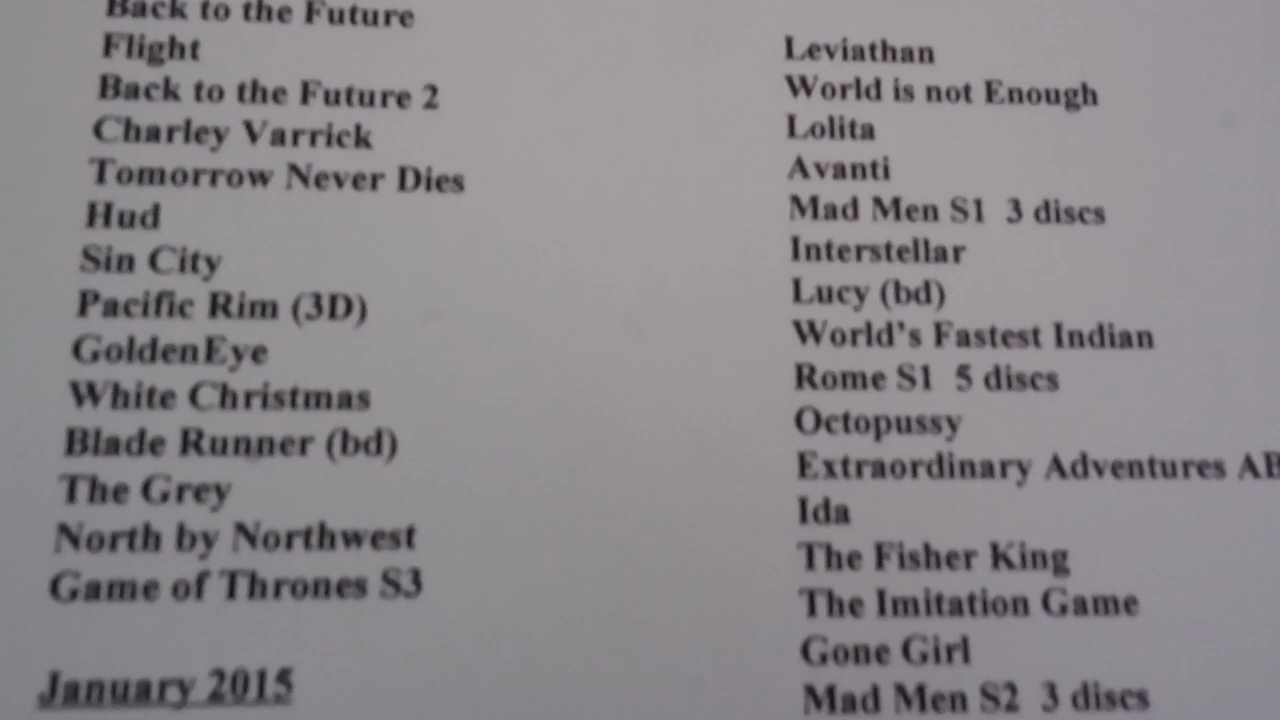 Back to the Future
Flight
Back to the Future 2
Charley Varrick
Tomorrow Never Dies
Hud
Sin City
Pacific Rim (3D)
GoldenEye
White Christmas
Blade Runner (bd)
The Grey
North by Northwest
Game of Thrones S3
January 2015
Leviathan
World is not Enough
Lolita
Avanti
Mad Men S1 3 discs
Interstellar
Lucy (bd)
World's Fastest Indian
Rome S1 5 discs
Octopussy
Extraordinary Adventures AB
Ida
The Fisher King
The Imitation Game
Gone Girl
Mad Men S2 3 discs